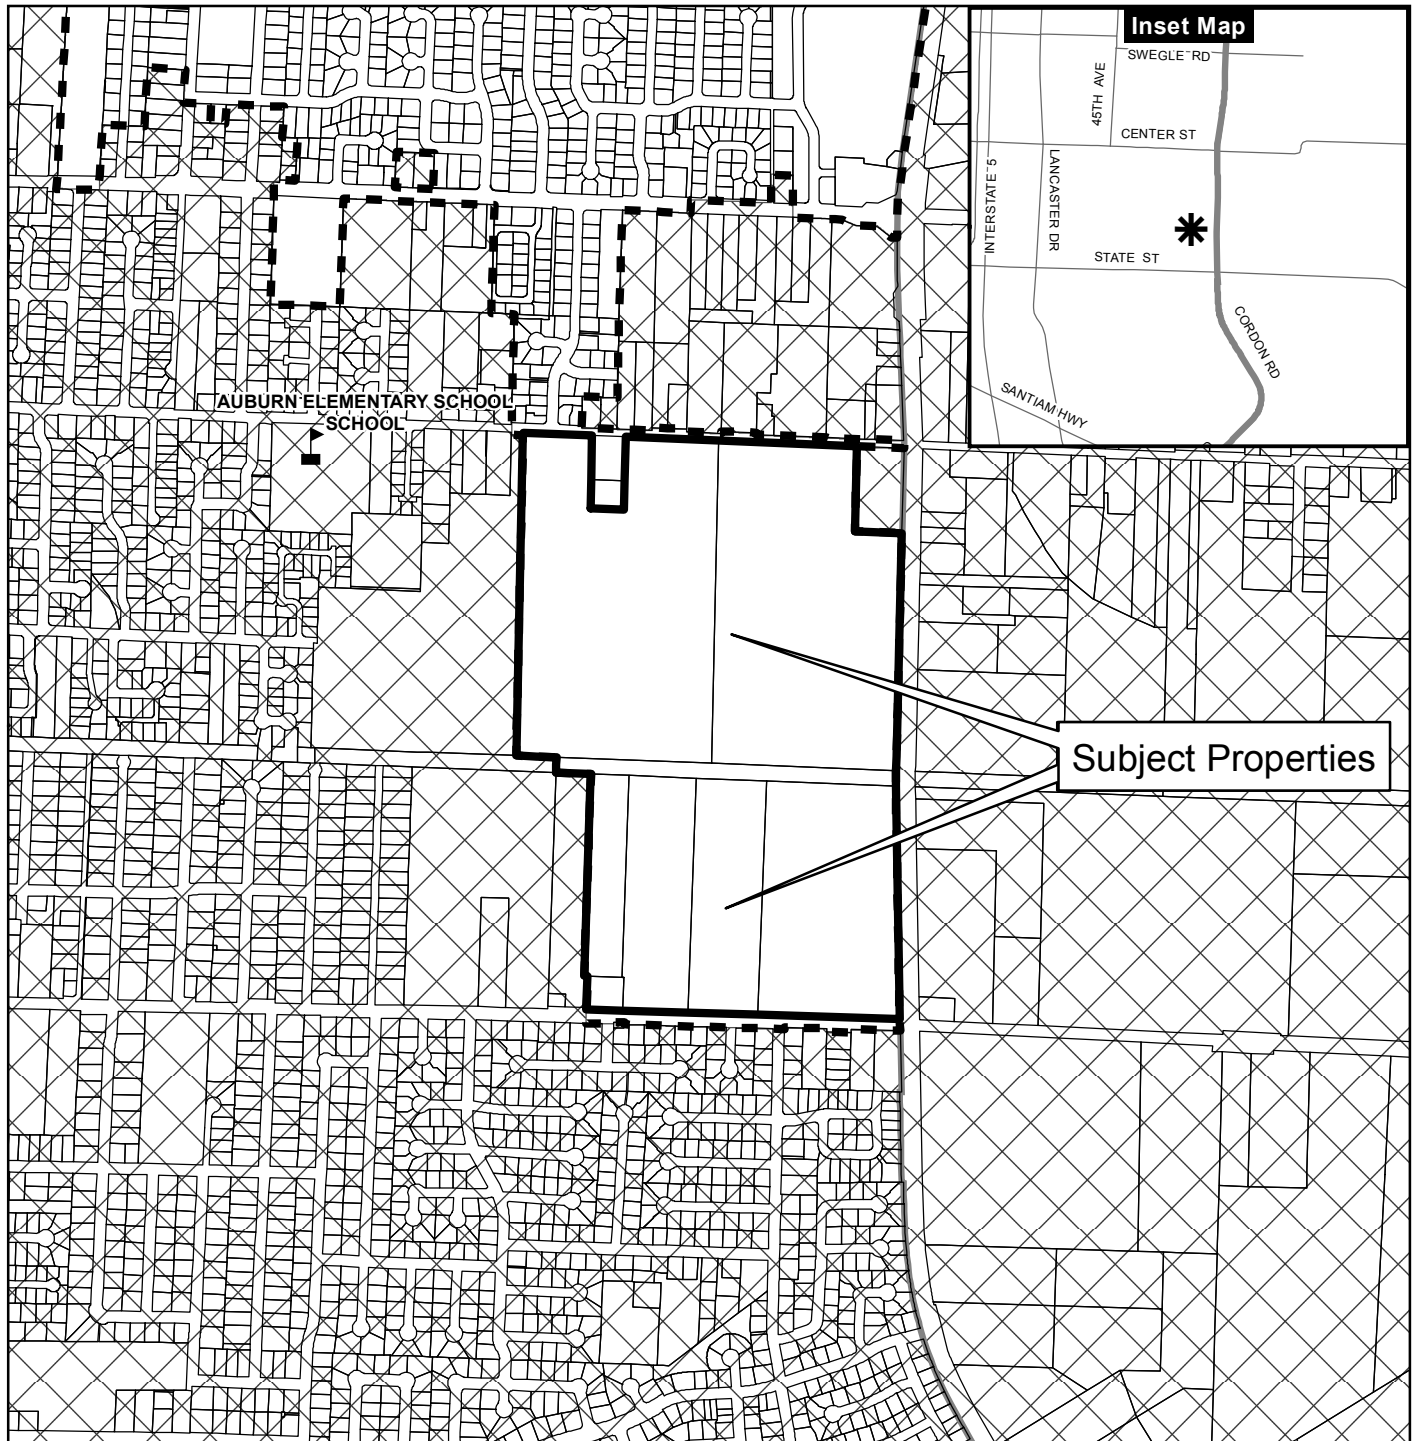 Inset Map
SWEGLE RD
45TH AVE
CENTER ST
INTERSTATE 5
LANCASTER DR
STATE ST
CORDON RD
SANTIAM HWY
AUBURN ELEMENTARY SCHOOL
SCHOOL
Subject Properties